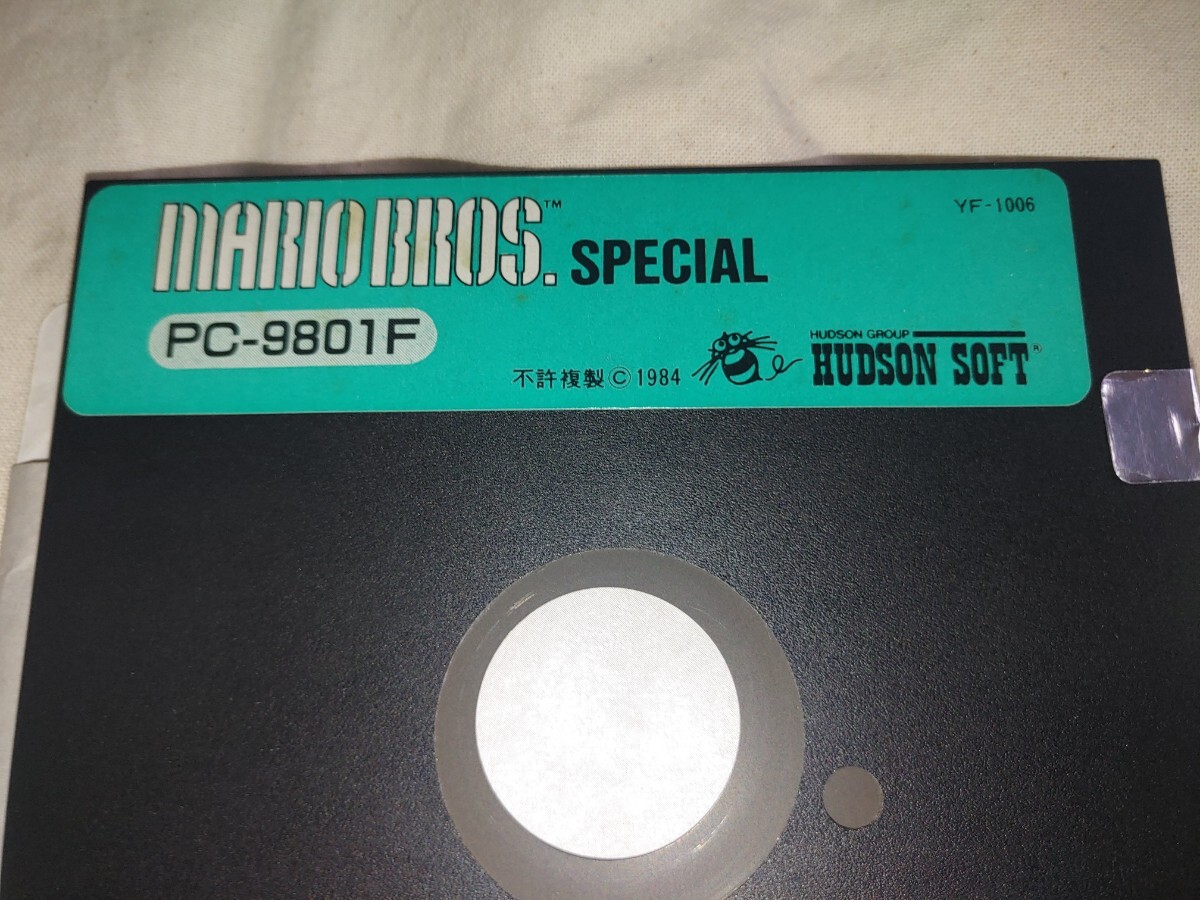 MARIO BROS.™ SPECIAL
YF-1006
PC-9801F
不許複製©1984
HUDSON GROUP
HUDSON SOFT®